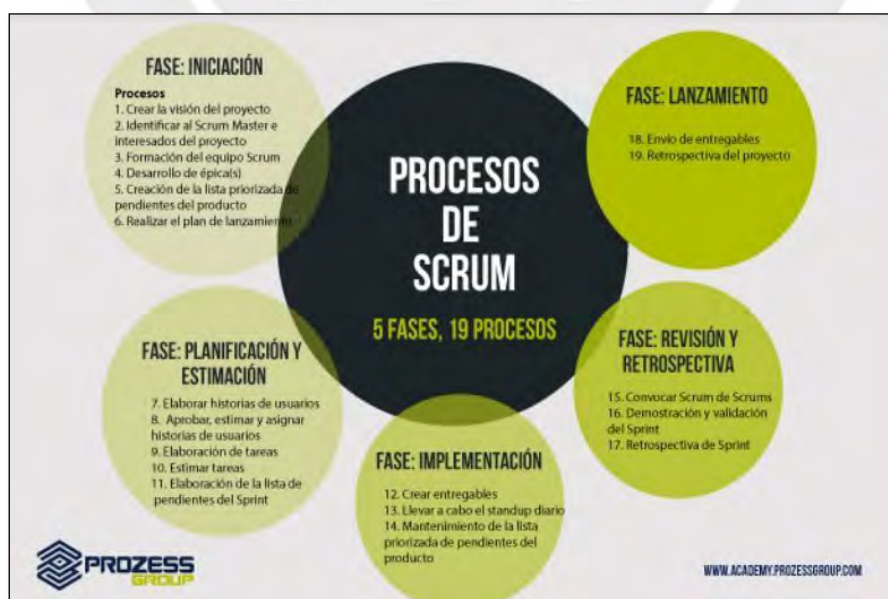 FASE: INICIACIÓN
Procesos
1. Crear la visión del proyecto
2. Identificar al Scrum Master e
interesados del proyecto
3. Formación del equipo Scrum
4. Desarrollo de épica(s)
5. Creación de la lista priorizada de
pendientes del producto
6. Realizar el plan de lanzamiento
PROCESOS
DE
SCRUM
5 FASES, 19 PROCESOS
FASE: PLANIFICACIÓN Y
ESTIMACIÓN
7. Elaborar historias de usuarios
8. Aprobar, estimar y asignar
historias de usuarios
9. Elaboración de tareas
10. Estimar tareas
11. Elaboración de la lista de
pendientes del Sprint
FASE: IMPLEMENTACIÓN
12. Crear entregables
13. Llevar a cabo el standup diario
14. Mantenimiento de la lista
priorizada de pendientes del
producto
FASE: REVISIÓN Y
RETROSPECTIVA
15. Convocar Scrum de Scrums
16. Demostración y validación
del Sprint
17. Retrospectiva de Sprint
FASE: LANZAMIENTO
18. Envío de entregables
19. Retrospectiva del proyecto
PROZESS
GROUP
WWW.ACADEMY.PROZESSGROUP.COM